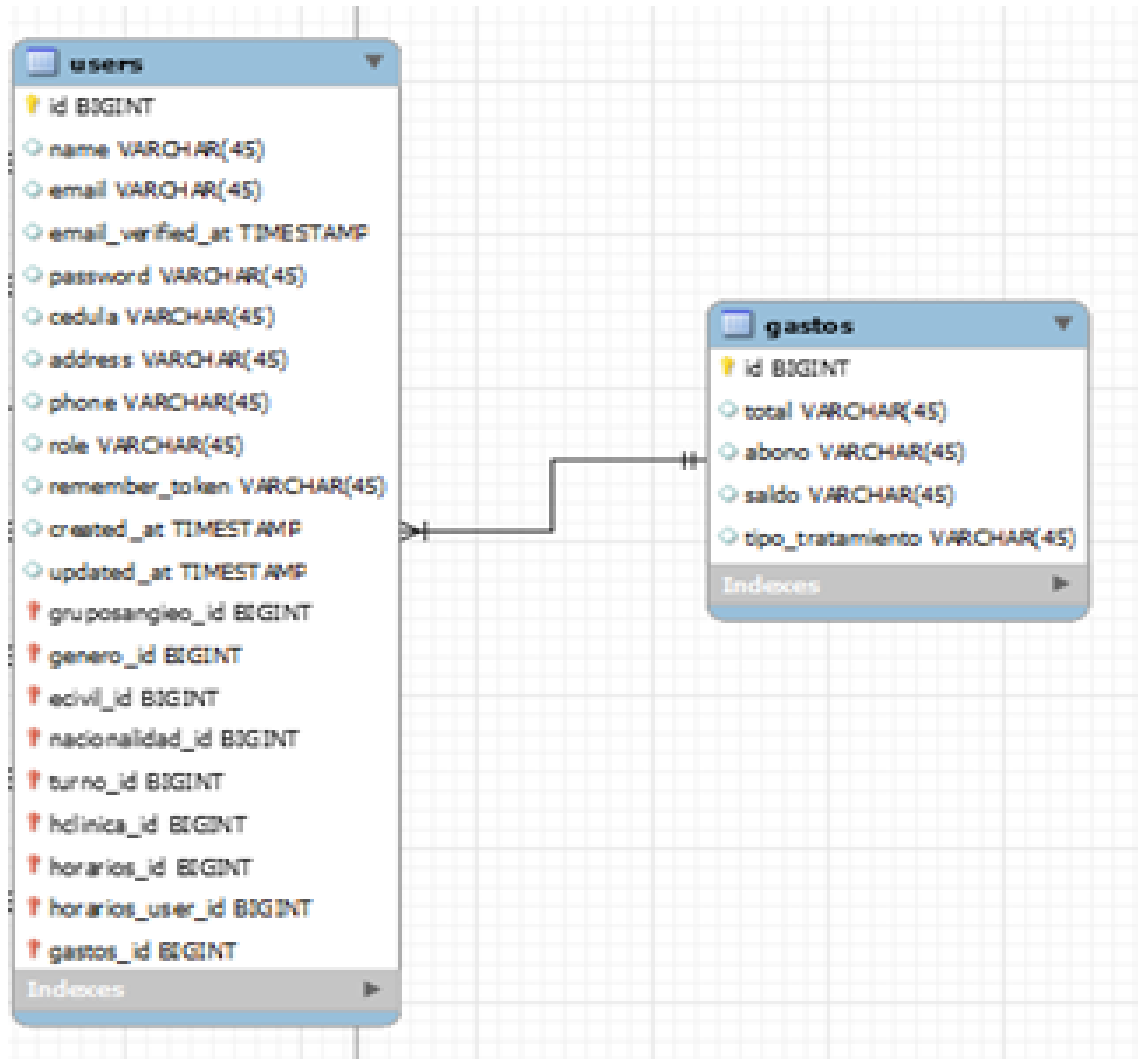 users
id BIGINT
name VARCHAR(45)
email VARCHAR(45)
email_verified_at TIMESTAMP
password VARCHAR(45)
cedula VARCHAR(45)
address VARCHAR(45)
phone VARCHAR(45)
role VARCHAR(45)
remember_token VARCHAR(45)
created_at TIMESTAMP
updated_at TIMESTAMP
gruposangieo_id BIGINT
genero_id BIGINT
ecivil_id BIGINT
nacionalidad_id BIGINT
turno_id BIGINT
hclinica_id BIGINT
horarios_id BIGINT
horarios_user_id BIGINT
gastos_id BIGINT
Indexes
gastos
id BIGINT
total VARCHAR(45)
abono VARCHAR(45)
saldo VARCHAR(45)
tipo_tratamiento VARCHAR(45)
Indexes